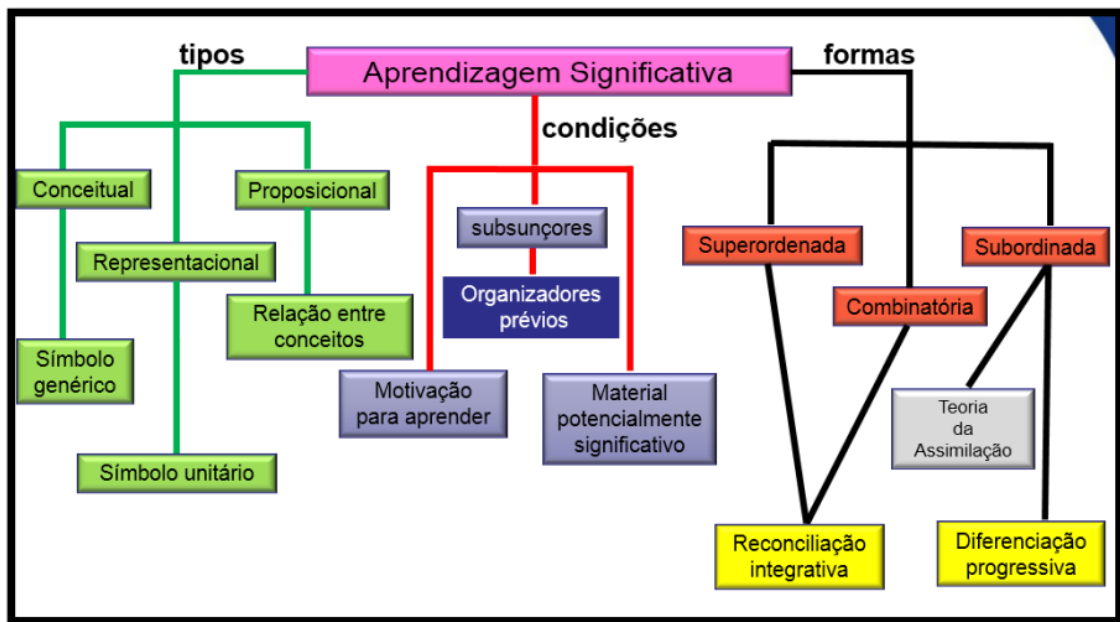 tipos
Aprendizagem Significativa
formas
condições
Conceitual
Proposicional
subsunçores
Superordenada
Subordinada
Representacional
Organizadores
prévios
Relação entre
conceitos
Combinatória
Símbolo
genérico
Motivação
para aprender
Material
potencialmente
significativo
Teoria
da
Assimilação
Símbolo unitário
Reconciliação
integrativa
Diferenciação
progressiva